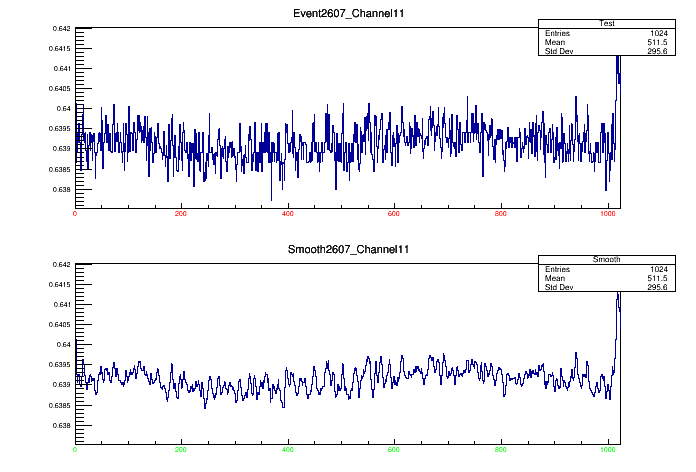 Event2607_Channel11
Test
Entries 1024
Mean 511.5
Std Dev 295.6
0.642
0.6415
0.641
0.6405
0.64
0.6395
0.639
0.6385
0.638
0 200 400 600 800 1000
Smooth2607_Channel11
Smooth
Entries 1024
Mean 511.5
Std Dev 295.6
0.642
0.6415
0.641
0.6405
0.64
0.6395
0.639
0.6385
0.638
0 200 400 600 800 1000